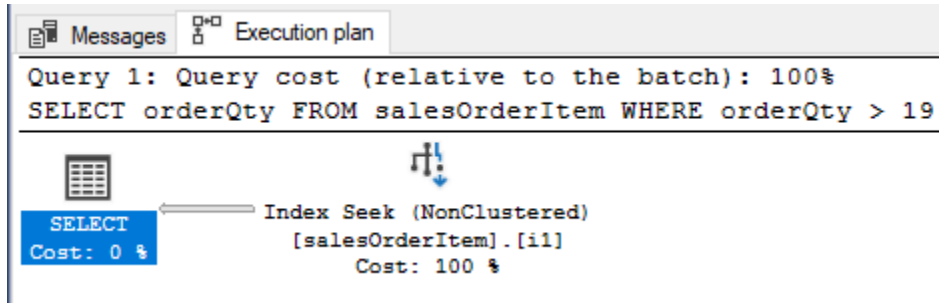 Messages Execution plan
Query 1: Query cost (relative to the batch): 100%
SELECT orderQty FROM salesOrderItem WHERE orderQty > 19
SELECT
Cost: 0 %
Index Seek (NonClustered)
[salesOrderItem].[i1]
Cost: 100 %